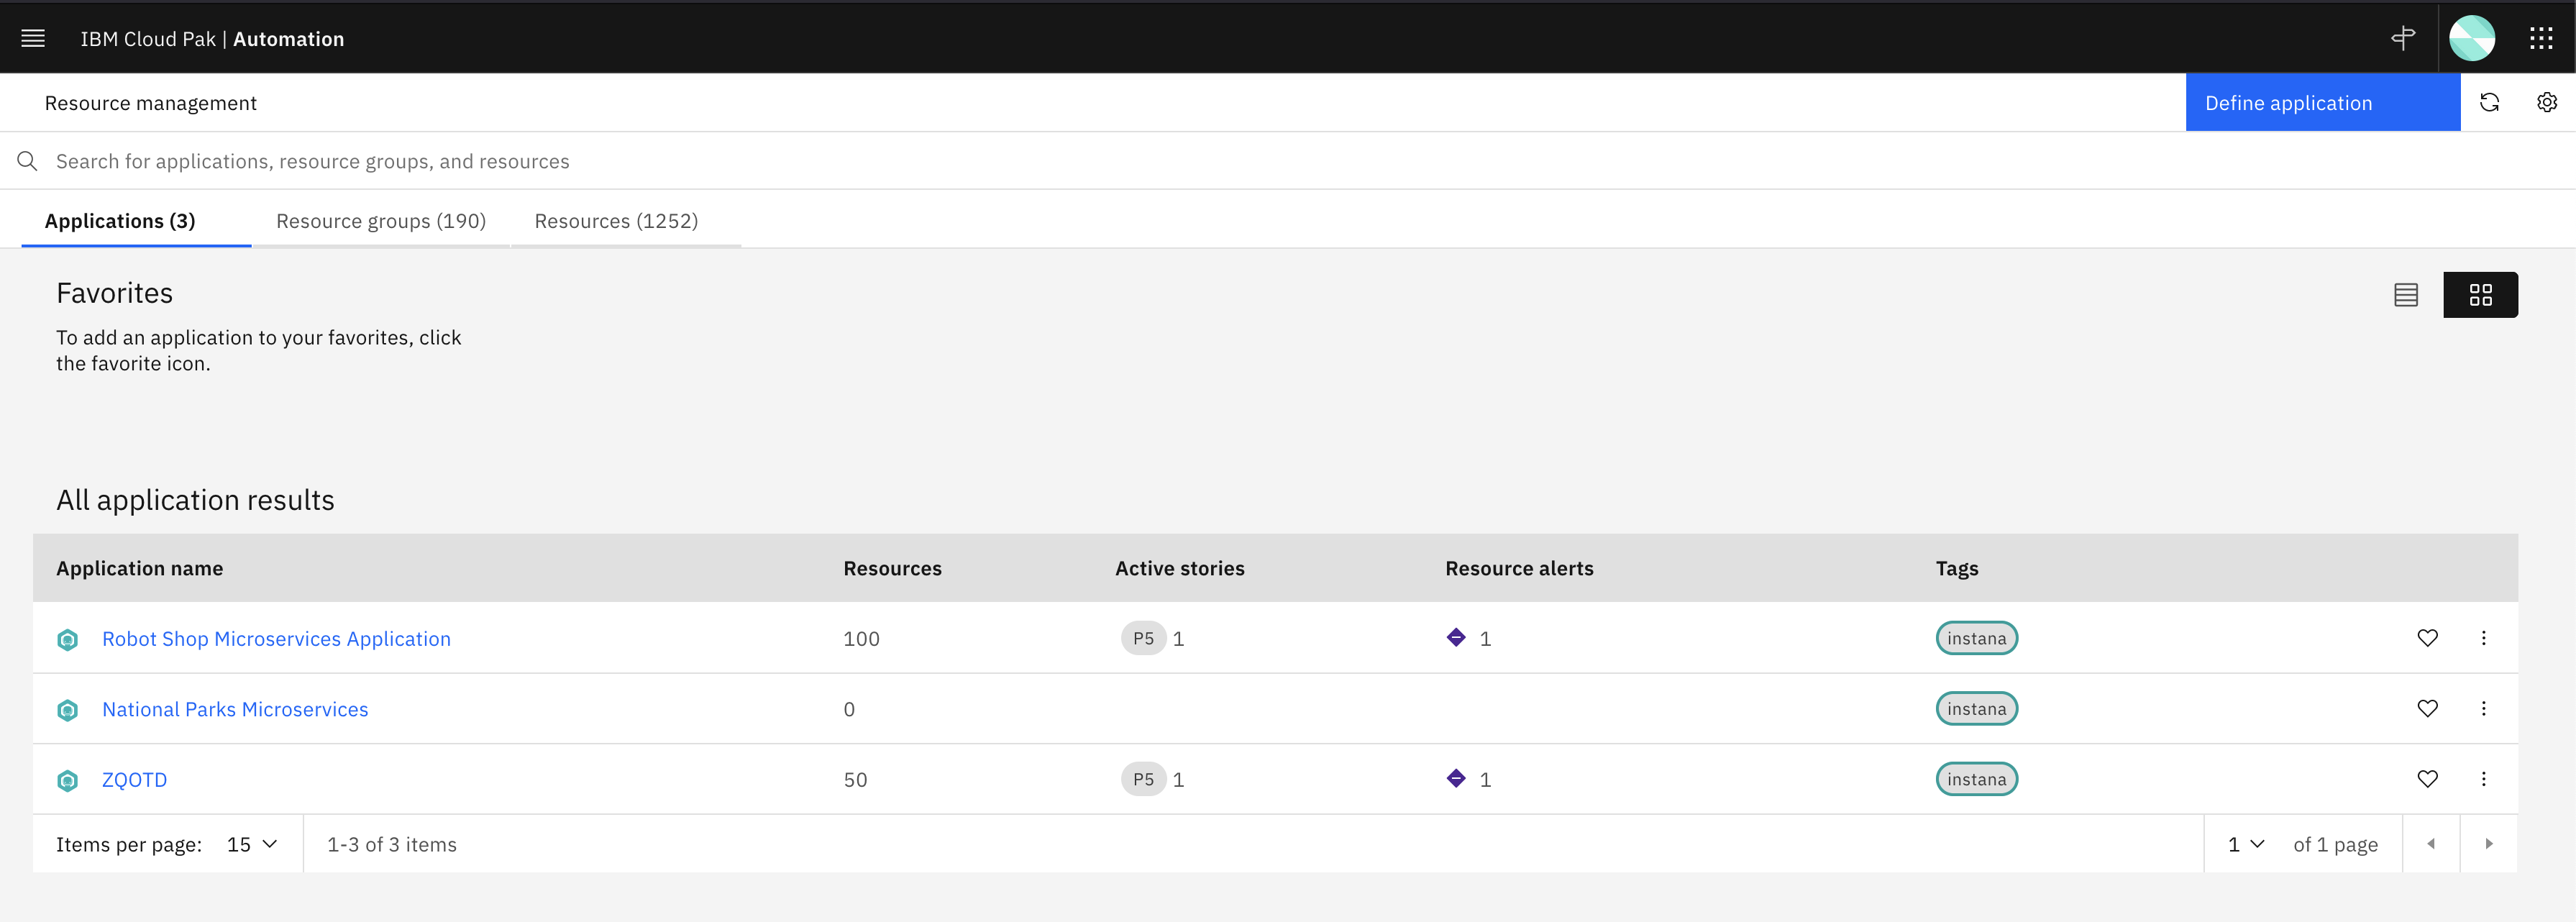 IBM Cloud Pak | Automation
Resource management
Define application
Search for applications, resource groups, and resources
Applications (3)
Resource groups (190)
Resources (1252)
Favorites
To add an application to your favorites, click
the favorite icon.
All application results
Application name Resources Active stories Resource alerts Tags
Robot Shop Microservices Application 100 P5 1 1 instana
National Parks Microservices 0 instana
ZQOTD 50 P5 1 1 instana
Items per page: 15 1-3 of 3 items 1 of 1 page